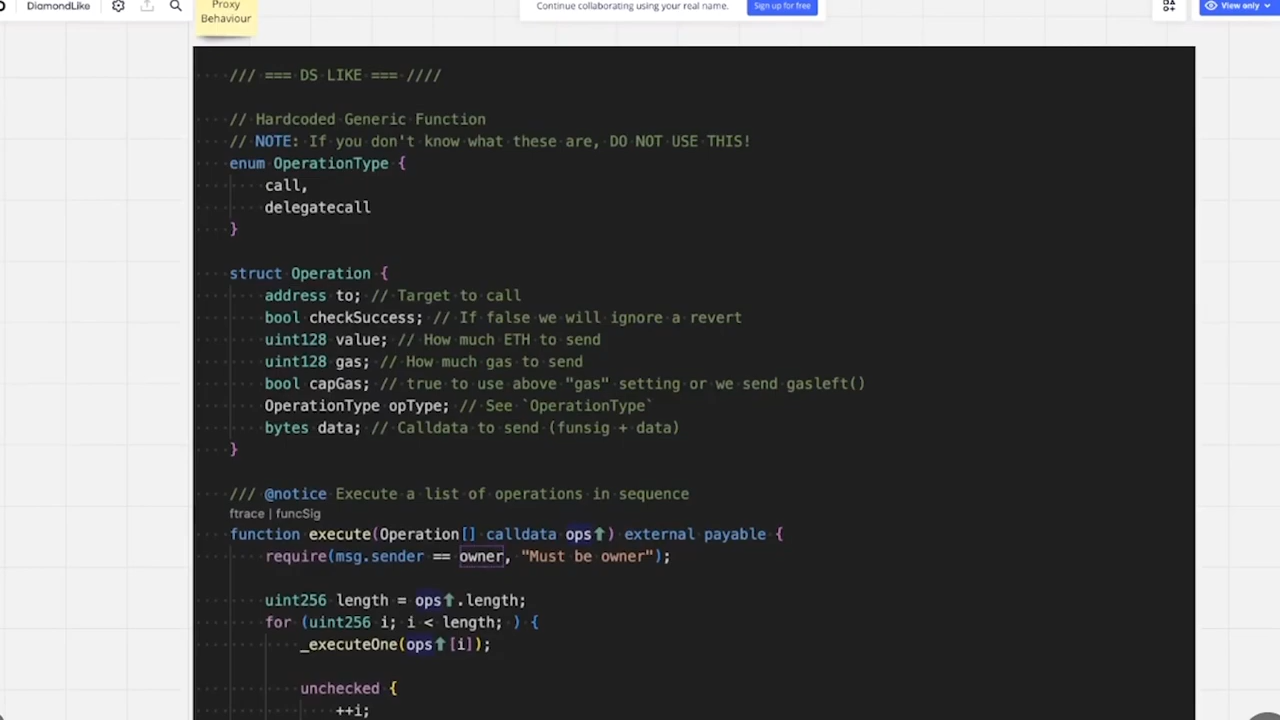 DiamondLike
Proxy
Behaviour
Continue collaborating using your real name.
Sign up for free
View only
/// === DS LIKE === ////
// Hardcoded Generic Function
// NOTE: If you don't know what these are, DO NOT USE THIS!
enum OperationType {
call,
delegatecall
}
struct Operation {
address to; // Target to call
bool checkSuccess; // If false we will ignore a revert
uint128 value; // How much ETH to send
uint128 gas; // How much gas to send
bool capGas; // true to use above "gas" setting or we send gasleft()
OperationType opType; // See `OperationType`
bytes data; // Calldata to send (funsig + data)
}
/// @notice Execute a list of operations in sequence
ftrace | funcSig
function execute(Operation[] calldata ops⬆) external payable {
require(msg.sender == owner, "Must be owner");
uint256 length = ops⬆.length;
for (uint256 i; i < length; ) {
_executeOne(ops⬆[i]);
unchecked {
++i;